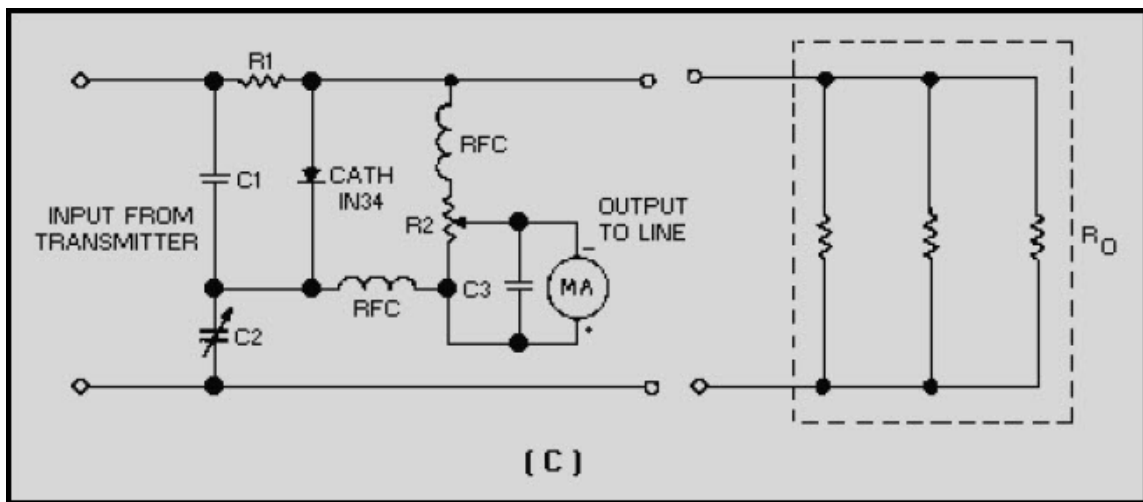 R1
RFC
C1
CATH
IN34
INPUT FROM
TRANSMITTER
R2
OUTPUT
TO LINE
−
MA
+
RO
C3
RFC
C2
(C)